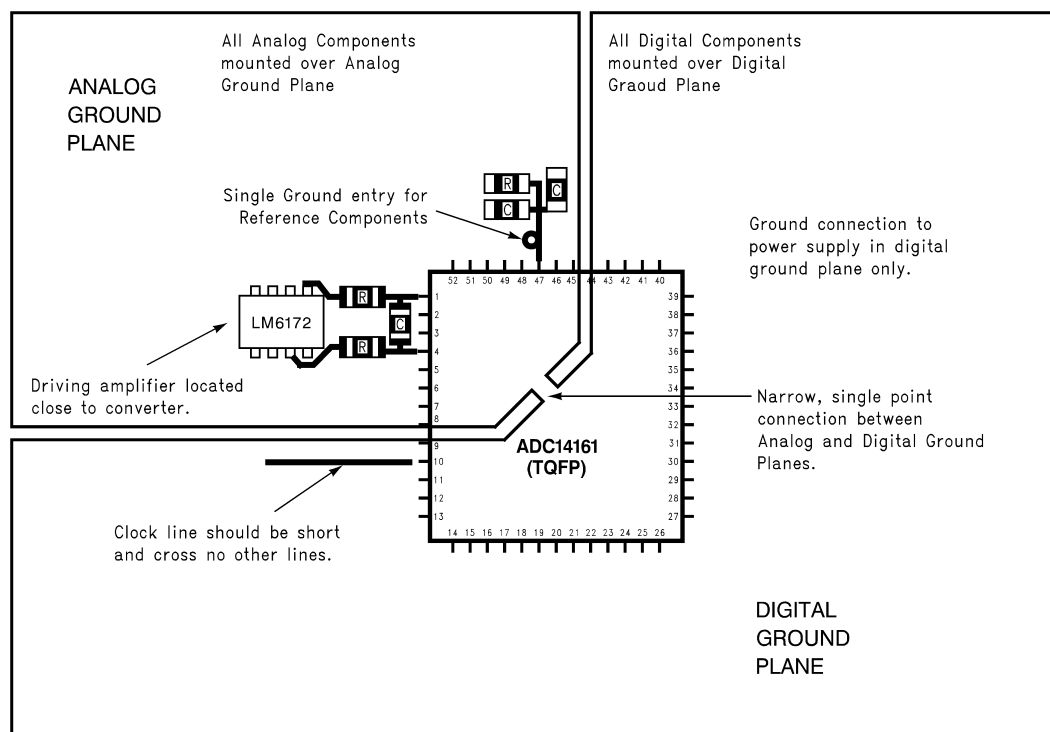 All Analog Components
mounted over Analog
Ground Plane
All Digital Components
mounted over Digital
Graoud Plane
ANALOG
GROUND
PLANE
Single Ground entry for
Reference Components
R
C
C
Ground connection to
power supply in digital
ground plane only.
52 51 50 49 48 47 46 45 44 43 42 41 40
1
2
3
4
5
6
7
8
9
10
11
12
13
39
38
37
36
35
34
33
32
31
30
29
28
27
LM6172
R
C
R
Driving amplifier located
close to converter.
Narrow, single point
connection between
Analog and Digital Ground
Planes.
ADC14161
(TQFP)
14 15 16 17 18 19 20 21 22 23 24 25 26
Clock line should be short
and cross no other lines.
DIGITAL
GROUND
PLANE